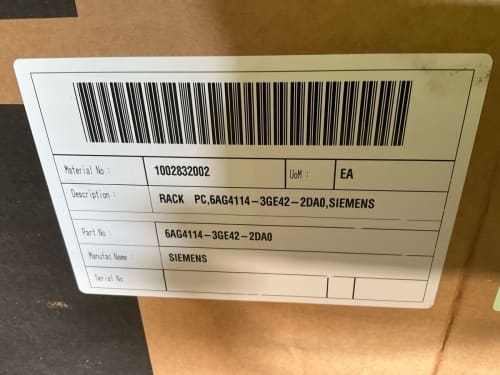 Material No : 1002832002 UoM : EA
Description : RACK PC,6AG4114-3GE42-2DA0,SIEMENS
Part No : 6AG4114-3GE42-2DA0
Manufac Name SIEMENS
Serial No